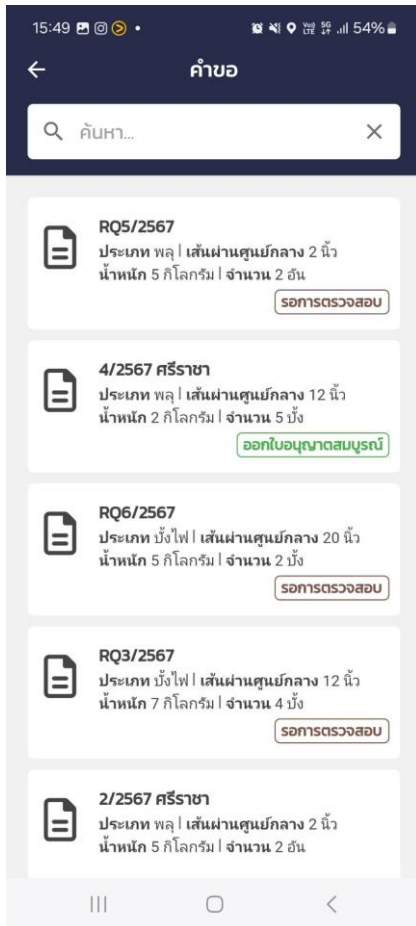 15:49
54%
คำขอ
ค้นหา...
RQ5/2567
ประเภท พลุ | เส้นผ่านศูนย์กลาง 2 นิ้ว
น้ำหนัก 5 กิโลกรัม | จำนวน 2 อัน
รอการตรวจสอบ
4/2567 ศรีราชา
ประเภท พลุ | เส้นผ่านศูนย์กลาง 12 นิ้ว
น้ำหนัก 2 กิโลกรัม | จำนวน 5 บั้ง
ออกใบอนุญาตสมบูรณ์
RQ6/2567
ประเภท บั้งไฟ | เส้นผ่านศูนย์กลาง 20 นิ้ว
น้ำหนัก 5 กิโลกรัม | จำนวน 2 บั้ง
รอการตรวจสอบ
RQ3/2567
ประเภท บั้งไฟ | เส้นผ่านศูนย์กลาง 12 นิ้ว
น้ำหนัก 7 กิโลกรัม | จำนวน 4 บั้ง
รอการตรวจสอบ
2/2567 ศรีราชา
ประเภท พลุ | เส้นผ่านศูนย์กลาง 2 นิ้ว
น้ำหนัก 5 กิโลกรัม | จำนวน 2 อัน